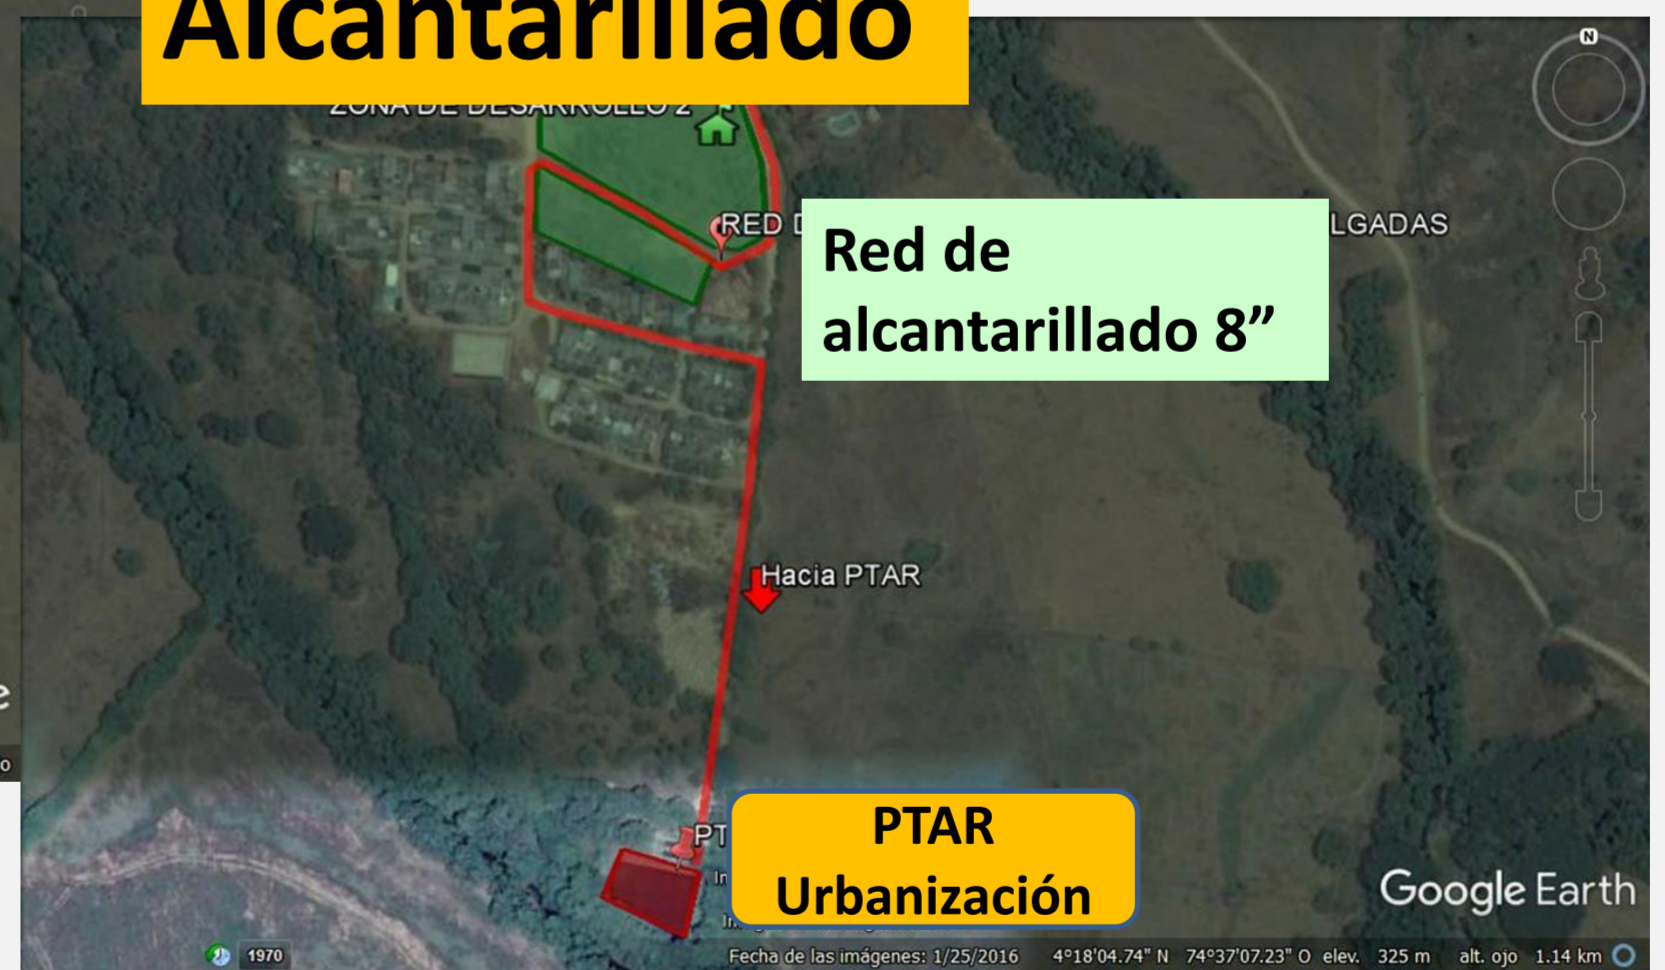 Alcantarillado
ZONA DE DESARROLLO 2
N
RED
LGADAS
Red de
alcantarillado 8”
Hacia PTAR
PTAR
Urbanización
Google Earth
1970
Fecha de las imágenes: 1/25/2016 4°18'04.74" N 74°37'07.23" O elev. 325 m alt. ojo 1.14 km